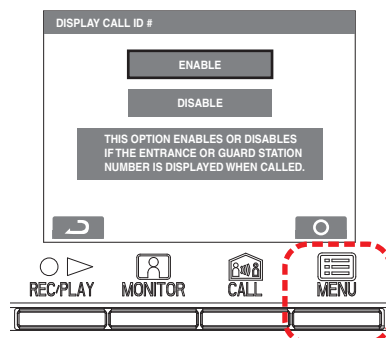 DISPLAY CALL ID #
ENABLE
DISABLE
THIS OPTION ENABLES OR DISABLES
IF THE ENTRANCE OR GUARD STATION
NUMBER IS DISPLAYED WHEN CALLED.
REC/PLAY MONITOR CALL MENU